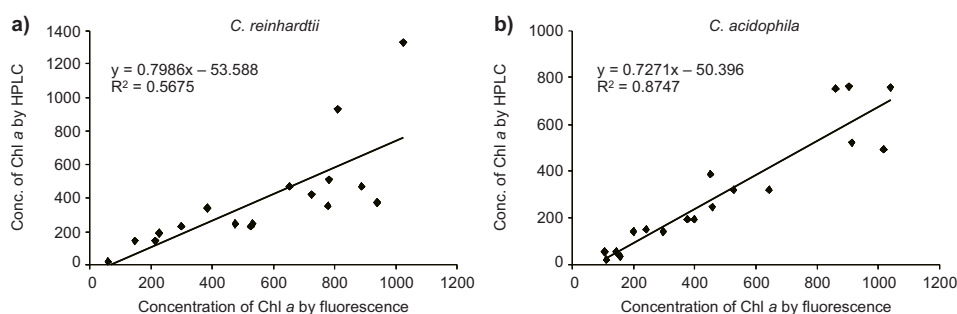 a)
C. reinhardtii
1400
1200
1000
800
600
400
200
0
y = 0.7986x – 53.588
R² = 0.5675
Conc. of Chl a by HPLC
0 200 400 600 800 1000 1200
Concentration of Chl a by fluorescence
b)
C. acidophila
1000
800
600
400
200
0
y = 0.7271x – 50.396
R² = 0.8747
Conc. of Chl a by HPLC
0 200 400 600 800 1000 1200
Concentration of Chl a by fluorescence